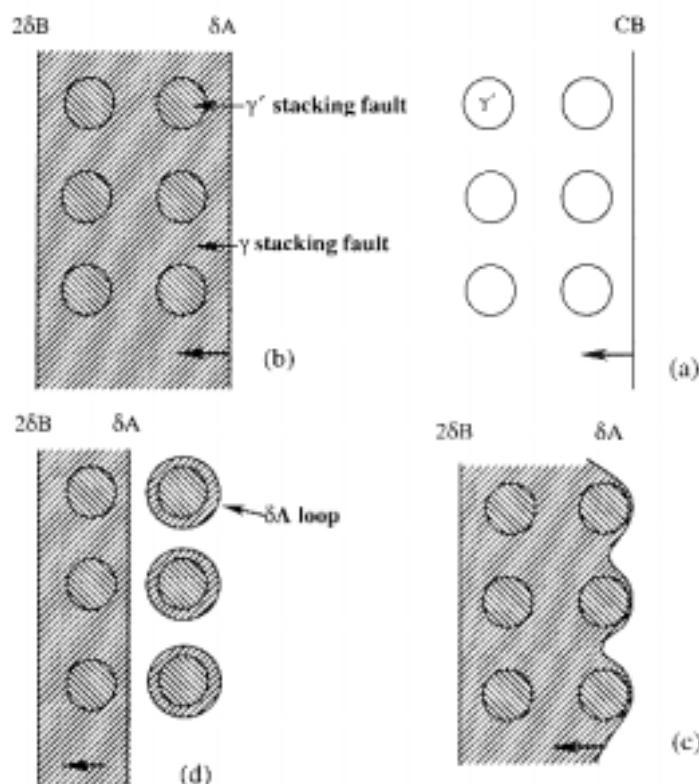 2δB δA CB
γ′ stacking fault γ′
γ stacking fault
(b) (a)
2δB δA 2δB δA
δA loop
(d) (c)